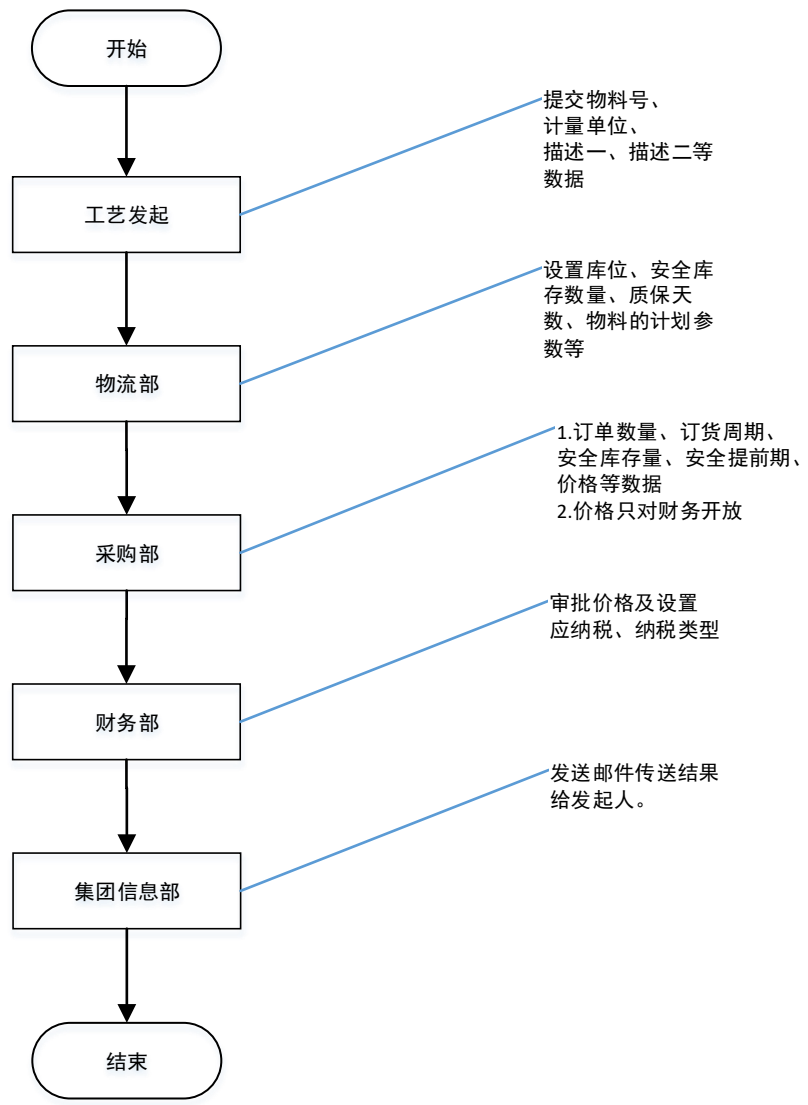 开始
提交物料号、
计量单位、
描述一、描述二等
数据
工艺发起
设置库位、安全库
存数量、质保天
数、物料的计划参
数等
物流部
1.订单数量、订货周期、
安全库存量、安全提前期、
价格等数据
2.价格只对财务开放
采购部
审批价格及设置
应纳税、纳税类型
财务部
发送邮件传送结果
给发起人。
集团信息部
结束